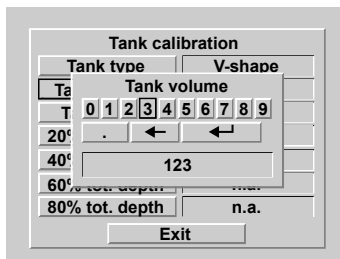 Tank calibration
Tank type V-shape
Ta
Tank volume
T
0 1 2 3 4 5 6 7 8 9
20%
. ← ↵
40%
123
60% tot. depth n.a.
80% tot. depth n.a.
Exit